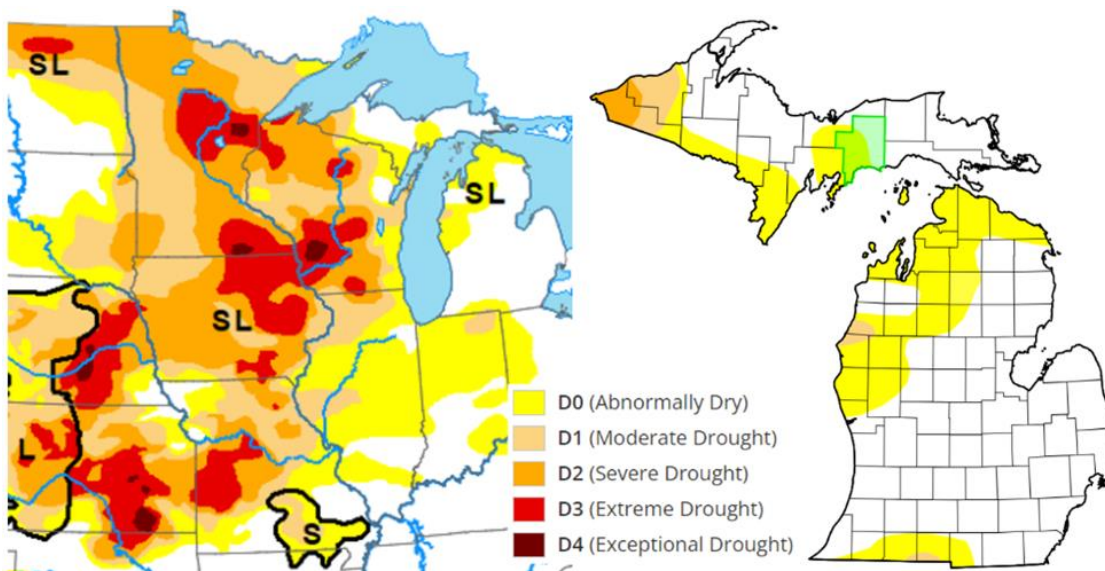 SL
SL
SL
L
S
D0 (Abnormally Dry)
D1 (Moderate Drought)
D2 (Severe Drought)
D3 (Extreme Drought)
D4 (Exceptional Drought)